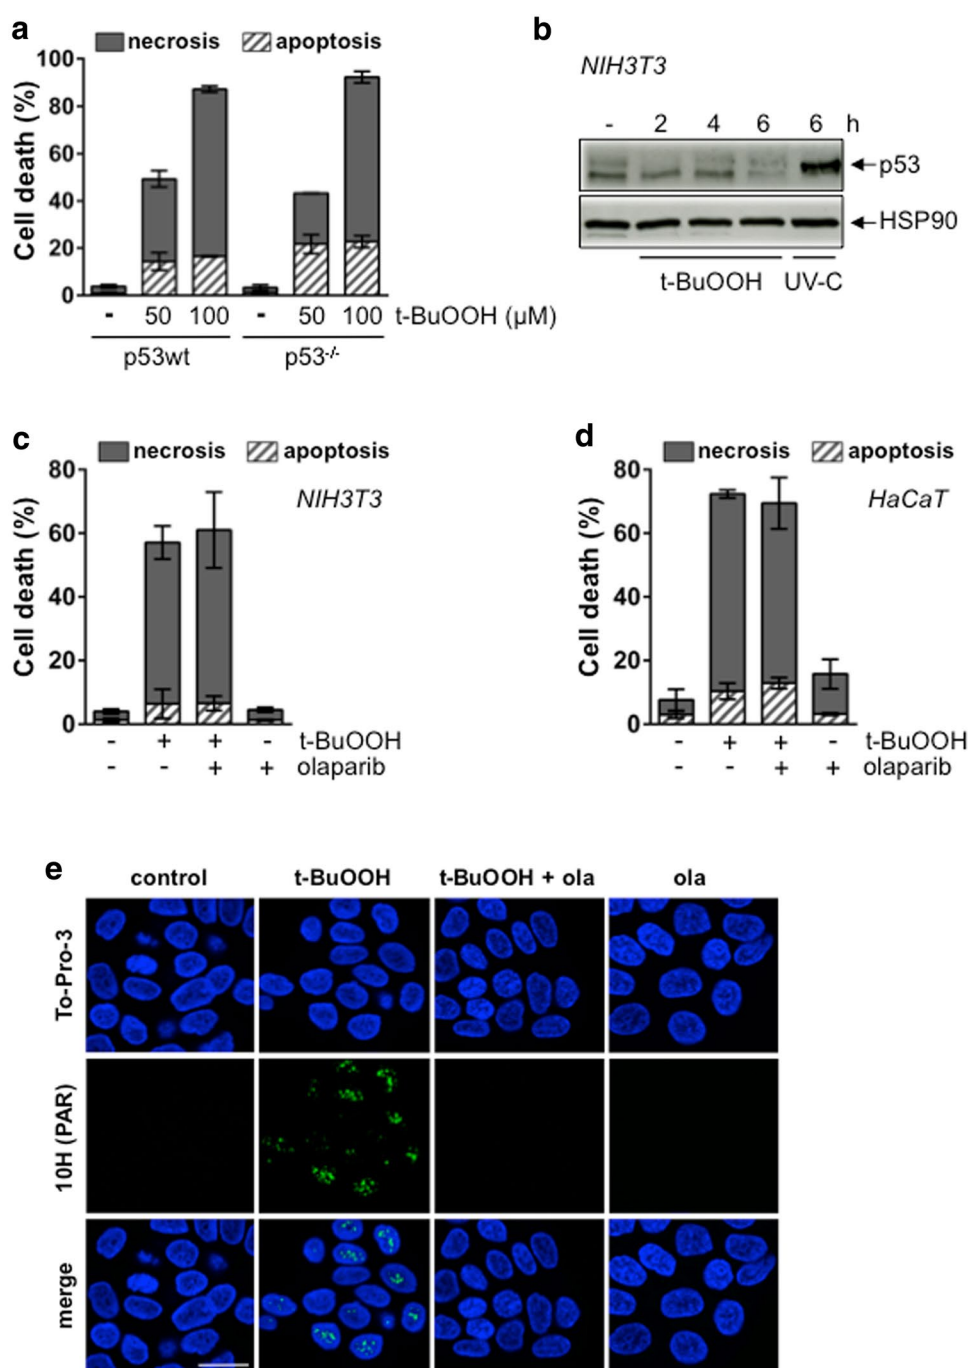 a
necrosis apoptosis
Cell death (%)
100
80
60
40
20
0
- 50 100 - 50 100 t-BuOOH (µM)
p53wt p53-/-
b
NIH3T3
- 2 4 6 6 h
p53
HSP90
t-BuOOH UV-C
c
necrosis apoptosis
NIH3T3
Cell death (%)
80
60
40
20
0
- + + - t-BuOOH
- - + + olaparib
d
necrosis apoptosis
HaCaT
Cell death (%)
80
60
40
20
0
- + + - t-BuOOH
- - + + olaparib
e
control t-BuOOH t-BuOOH + ola ola
To-Pro-3
10H (PAR)
merge